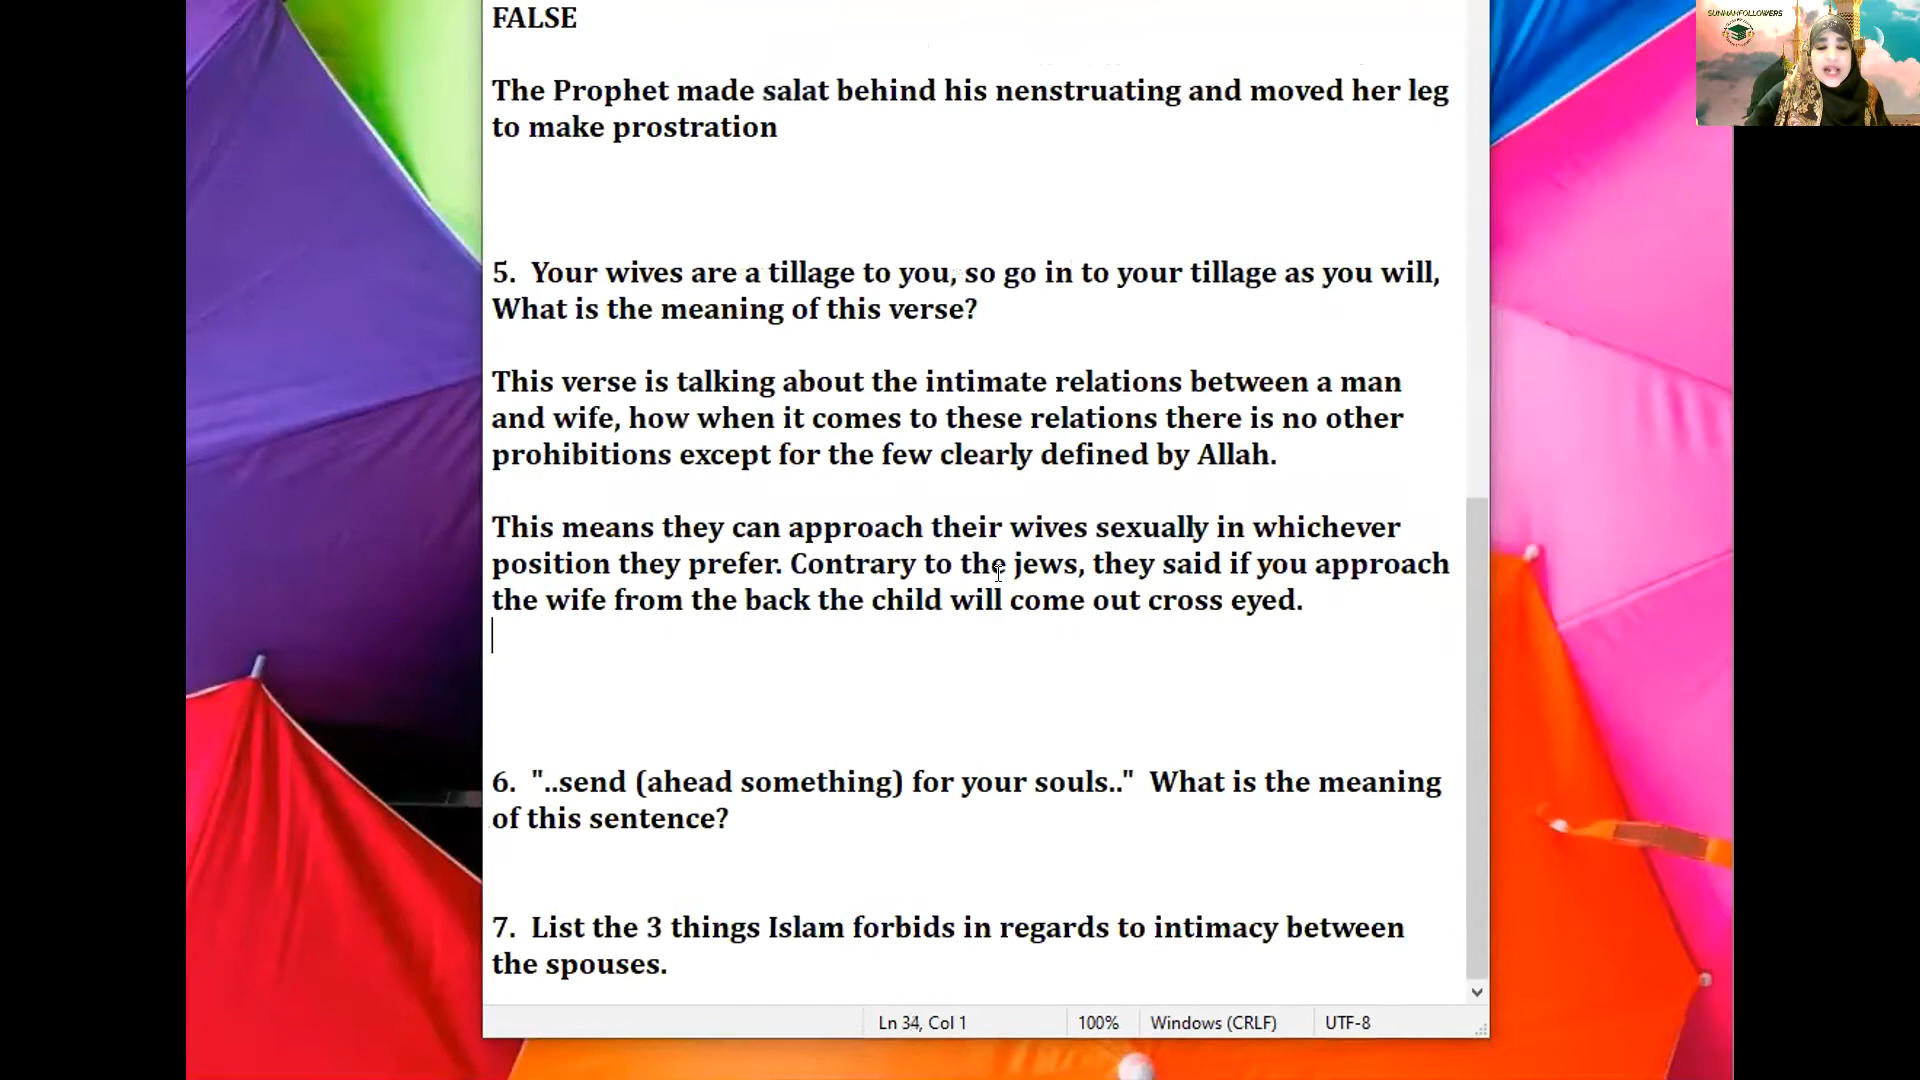 FALSE
The Prophet made salat behind his nenstruating and moved her leg
to make prostration
5.  Your wives are a tillage to you, so go in to your tillage as you will,
What is the meaning of this verse?
This verse is talking about the intimate relations between a man
and wife, how when it comes to these relations there is no other
prohibitions except for the few clearly defined by Allah.
This means they can approach their wives sexually in whichever
position they prefer. Contrary to the jews, they said if you approach
the wife from the back the child will come out cross eyed.
6.  "..send (ahead something) for your souls.."  What is the meaning
of this sentence?
7.  List the 3 things Islam forbids in regards to intimacy between
the spouses.
Ln 34, Col 1
100%
Windows (CRLF)
UTF-8
SUNNAHFOLLOWERS